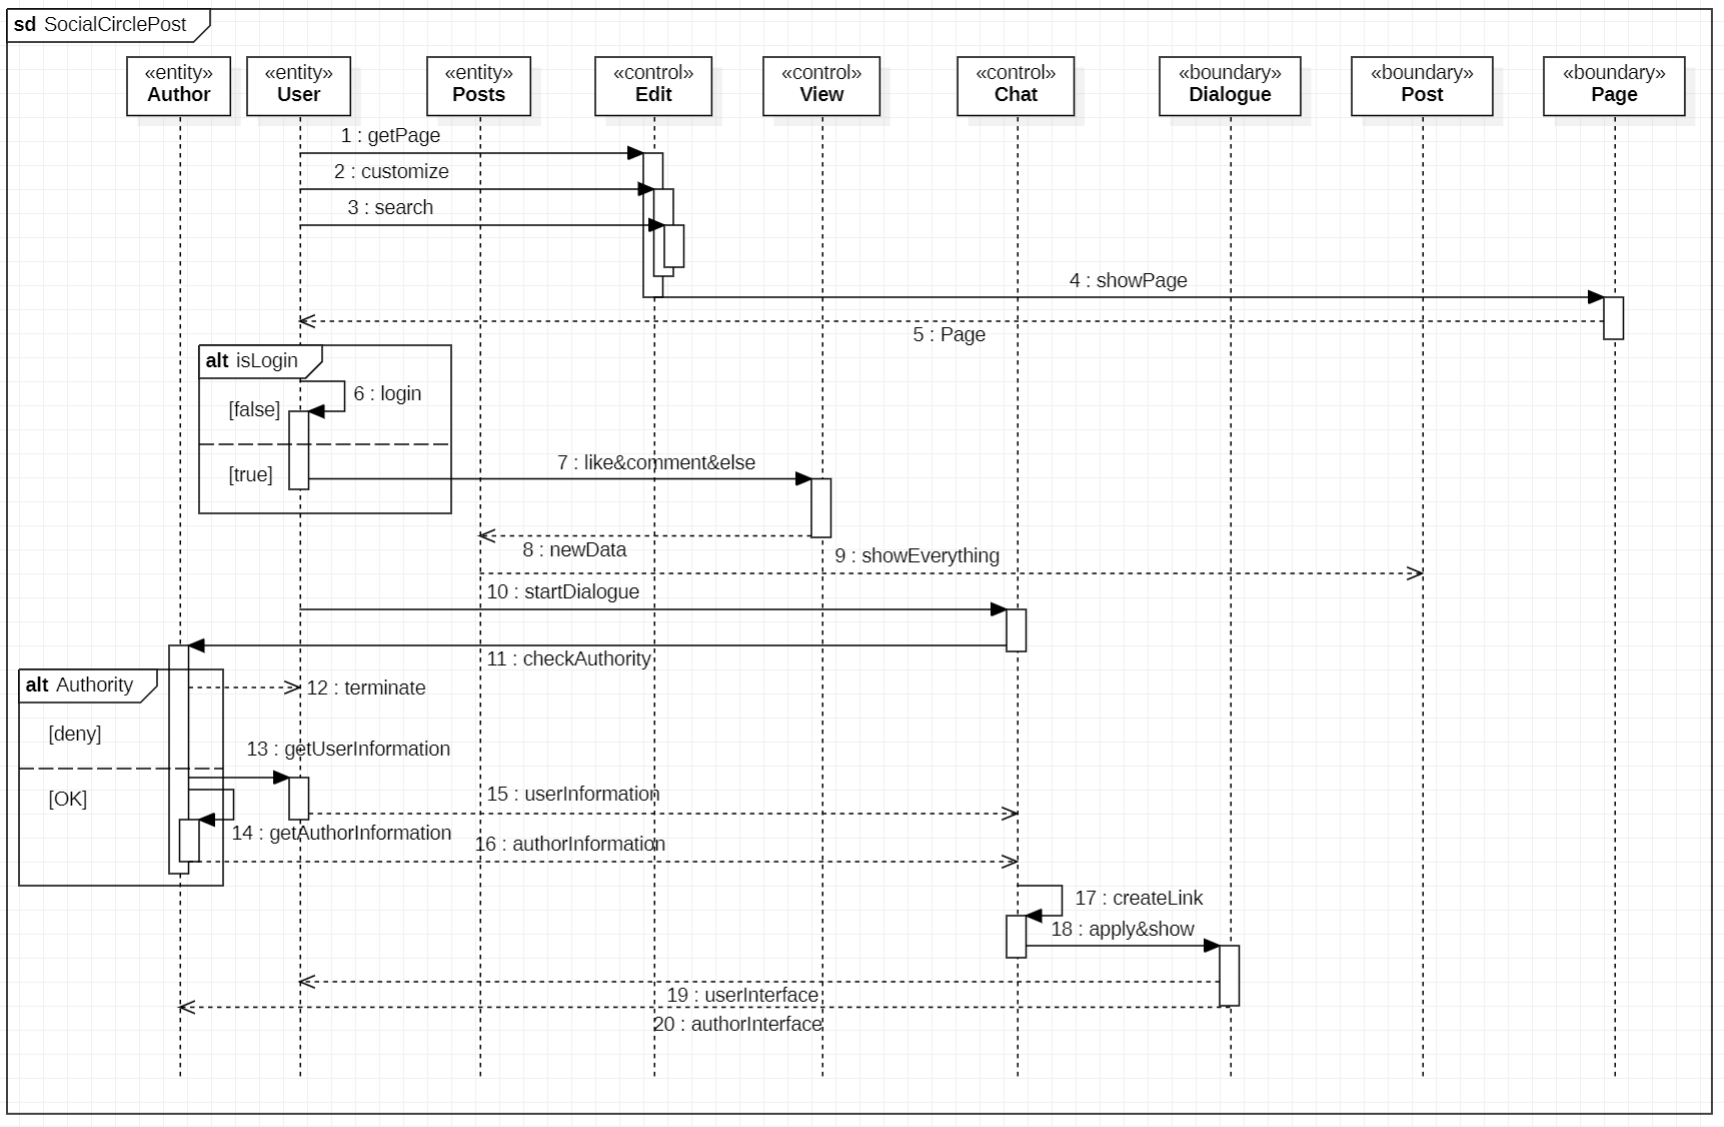 sd SocialCirclePost
«entity» «entity» «entity» «control» «control» «control» «boundary» «boundary» «boundary»
Author User Posts Edit View Chat Dialogue Post Page
1 : getPage
2 : customize
3 : search
4 : showPage
5 : Page
alt isLogin
6 : login
[false]
7 : like&comment&else
[true]
8 : newData
9 : showEverything
10 : startDialogue
11 : checkAuthority
alt Authority
12 : terminate
[deny]
13 : getUserInformation
[OK]
15 : userInformation
14 : getAuthorInformation
16 : authorInformation
17 : createLink
18 : apply&show
19 : userInterface
20 : authorInterface